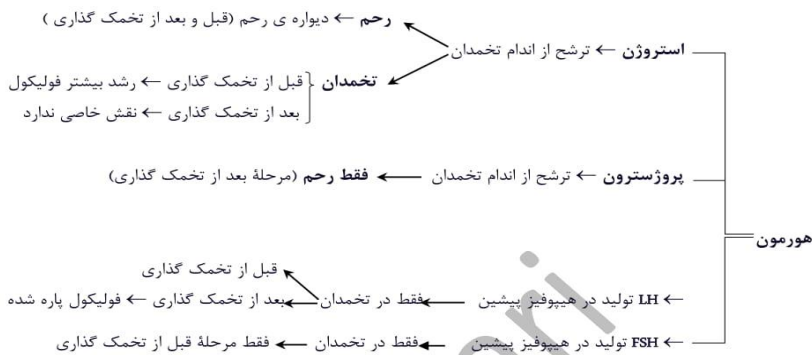 رحم ← دیواره ی رحم (قبل و بعد از تخمک گذاری )
استروژن ← ترشح از اندام تخمدان
تخمدان
قبل از تخمک گذاری ← رشد بیشتر فولیکول
بعد از تخمک گذاری ← نقش خاصی ندارد
پروژسترون ← ترشح از اندام تخمدان ← فقط رحم (مرحلۀ بعد از تخمک گذاری)
هورمون
قبل از تخمک گذاری
← LH تولید در هیپوفیز پیشین ← فقط در تخمدان ← بعد از تخمک گذاری ← فولیکول پاره شده
← FSH تولید در هیپوفیز پیشین ← فقط در تخمدان ← فقط مرحلۀ قبل از تخمک گذاری